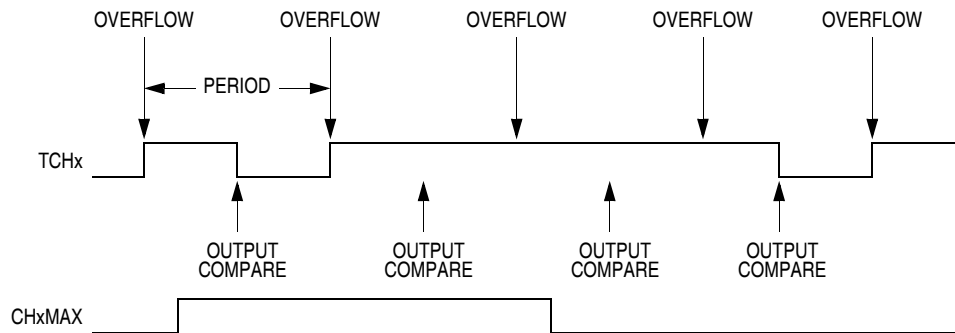 OVERFLOW OVERFLOW OVERFLOW OVERFLOW OVERFLOW
PERIOD
TCHx
OUTPUT OUTPUT OUTPUT OUTPUT
COMPARE COMPARE COMPARE COMPARE
CHxMAX